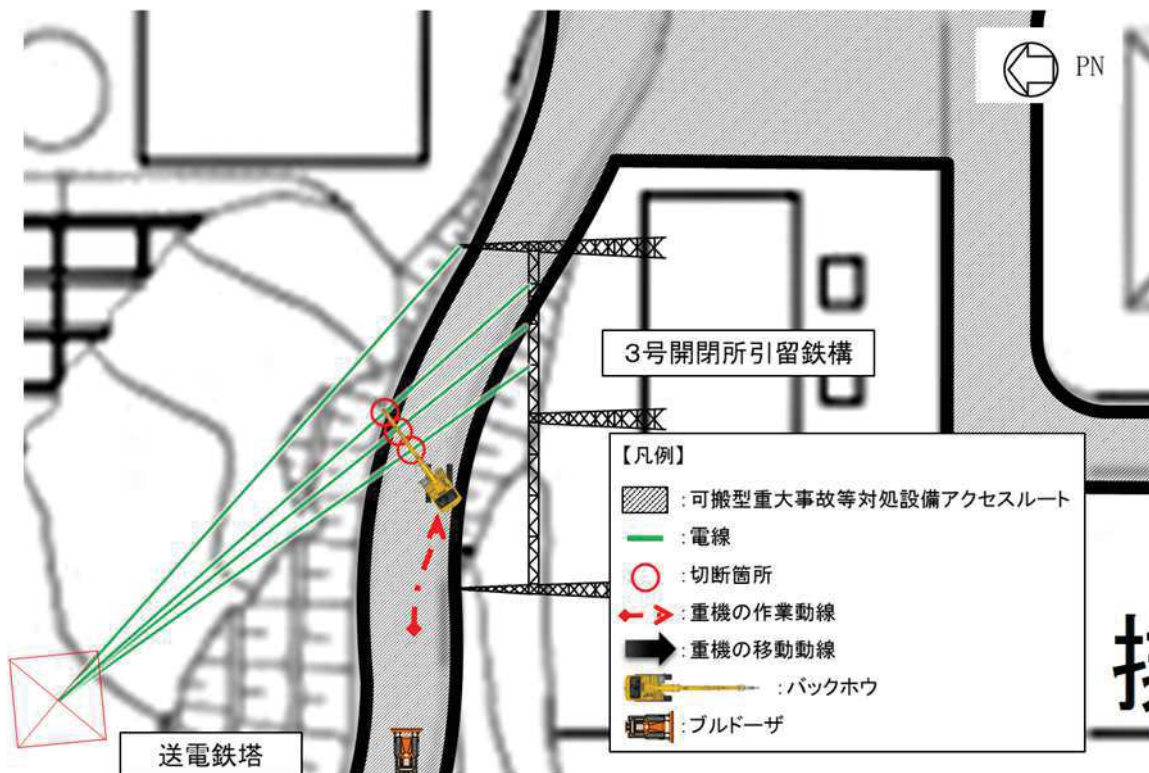 PN
3号開閉所引留鉄構
【凡例】
:可搬型重大事故等対処設備アクセスルート
:電線
:切断箇所
:重機の作業動線
:重機の移動動線
:バックホウ
:ブルドーザ
送電鉄塔